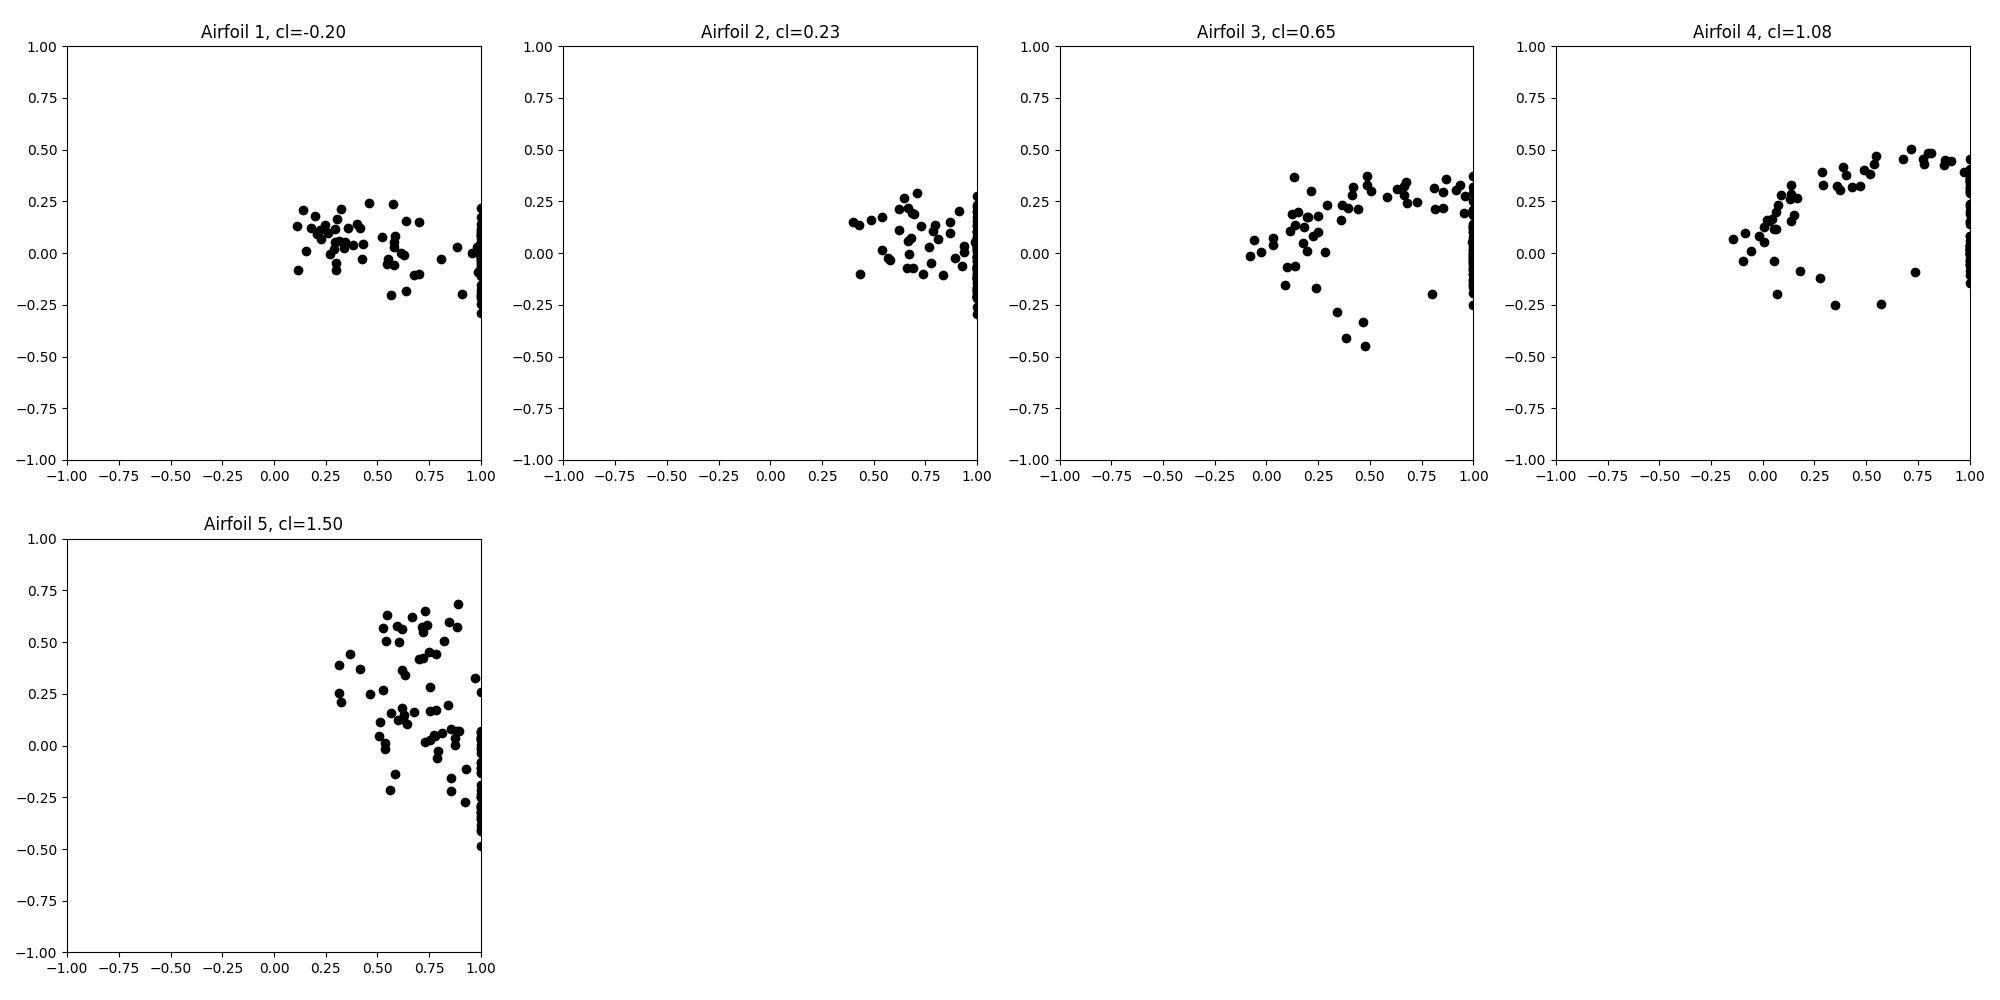 Airfoil 1, cl=-0.20
Airfoil 2, cl=0.23
Airfoil 3, cl=0.65
Airfoil 4, cl=1.08
1.00 1.00 1.00 1.00
0.75 0.75 0.75 0.75
0.50 0.50 0.50 0.50
0.25 0.25 0.25 0.25
0.00 0.00 0.00 0.00
−0.25 −0.25 −0.25 −0.25
−0.50 −0.50 −0.50 −0.50
−0.75 −0.75 −0.75 −0.75
−1.00 −1.00 −1.00 −1.00
−1.00 −0.75 −0.50 −0.25 0.00 0.25 0.50 0.75 1.00
−1.00 −0.75 −0.50 −0.25 0.00 0.25 0.50 0.75 1.00
−1.00 −0.75 −0.50 −0.25 0.00 0.25 0.50 0.75 1.00
−1.00 −0.75 −0.50 −0.25 0.00 0.25 0.50 0.75 1.00
Airfoil 5, cl=1.50
1.00
0.75
0.50
0.25
0.00
−0.25
−0.50
−0.75
−1.00
−1.00 −0.75 −0.50 −0.25 0.00 0.25 0.50 0.75 1.00